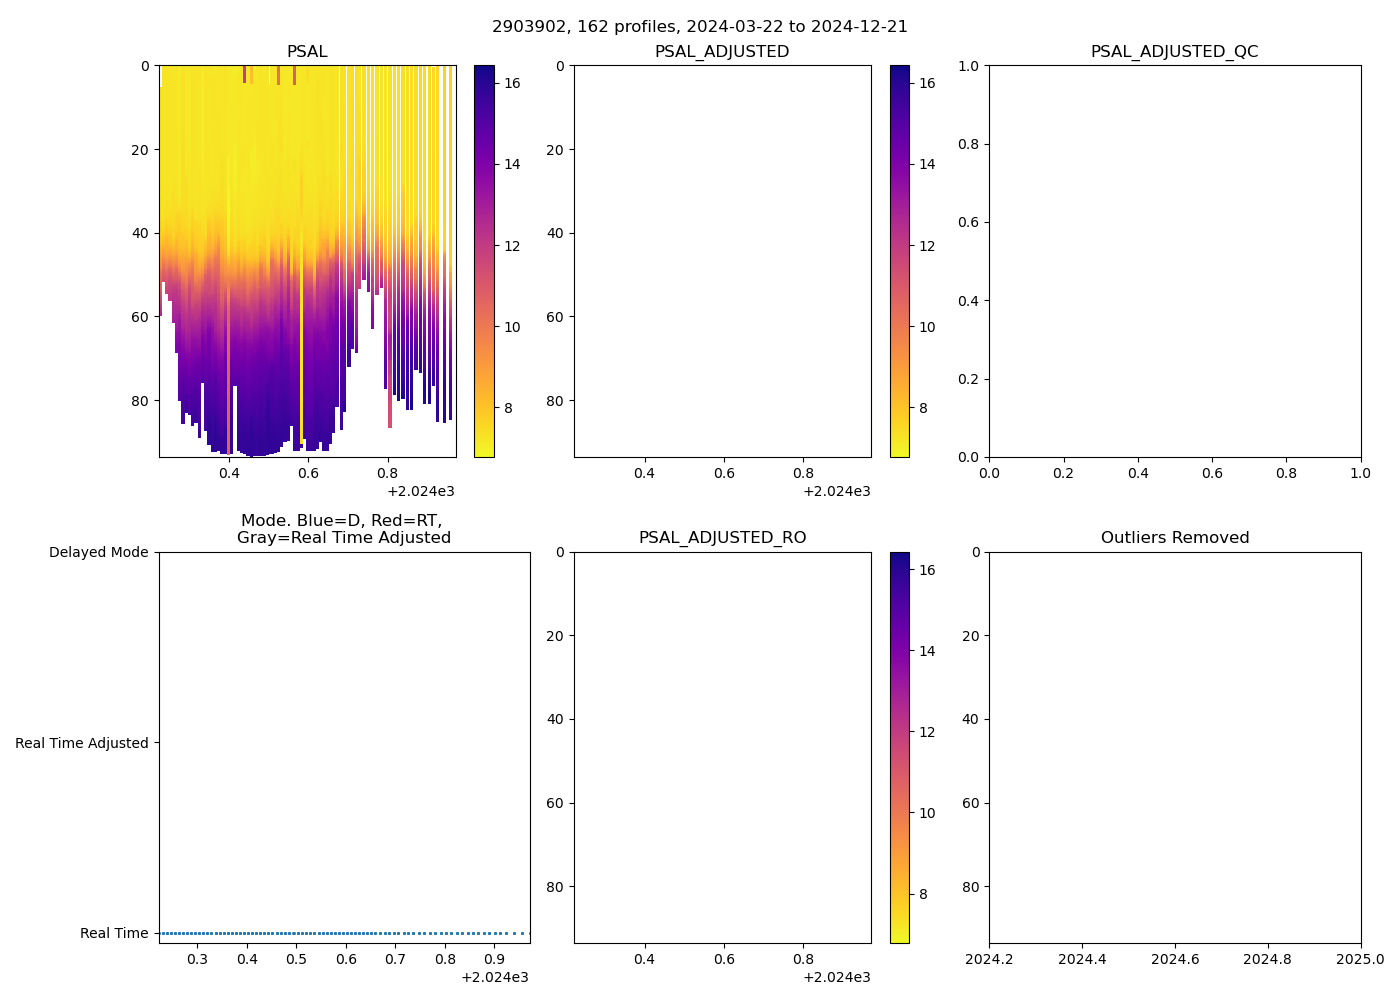 2903902, 162 profiles, 2024-03-22 to 2024-12-21
PSAL
0
20
40
60
80
0.4 0.6 0.8
+2.024e3
16
14
12
10
8
PSAL_ADJUSTED
0
20
40
60
80
0.4 0.6 0.8
+2.024e3
16
14
12
10
8
PSAL_ADJUSTED_QC
1.0
0.8
0.6
0.4
0.2
0.0
0.0 0.2 0.4 0.6 0.8 1.0
Mode. Blue=D, Red=RT,
Gray=Real Time Adjusted
Delayed Mode
Real Time Adjusted
Real Time
0.3 0.4 0.5 0.6 0.7 0.8 0.9
+2.024e3
PSAL_ADJUSTED_RO
0
20
40
60
80
0.4 0.6 0.8
+2.024e3
16
14
12
10
8
Outliers Removed
0
20
40
60
80
2024.2 2024.4 2024.6 2024.8 2025.0